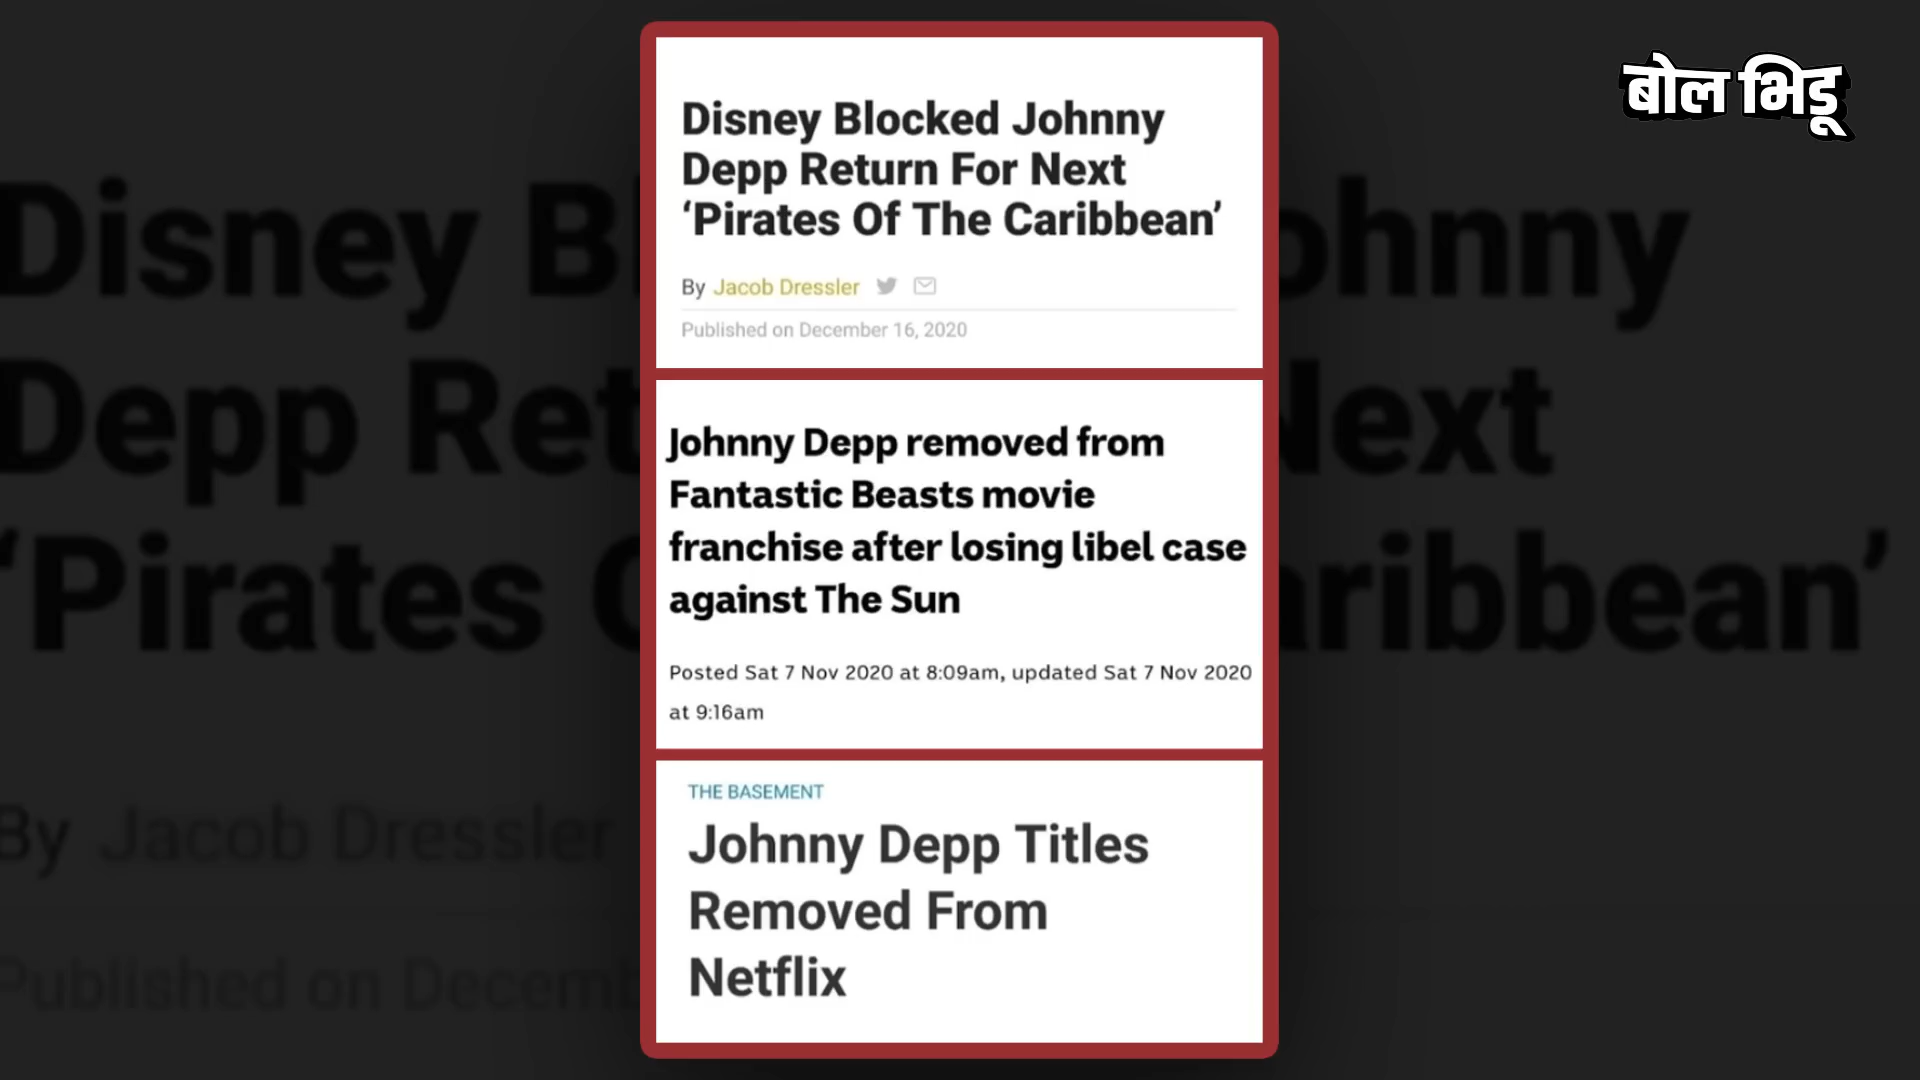 बोल भिडू
Disney Blocked Johnny
Depp Return For Next
‘Pirates Of The Caribbean’
By Jacob Dressler
Published on December 16, 2020
Johnny Depp removed from
Fantastic Beasts movie
franchise after losing libel case
against The Sun
Posted Sat 7 Nov 2020 at 8:09am, updated Sat 7 Nov 2020
at 9:16am
THE BASEMENT
Johnny Depp Titles
Removed From
Netflix